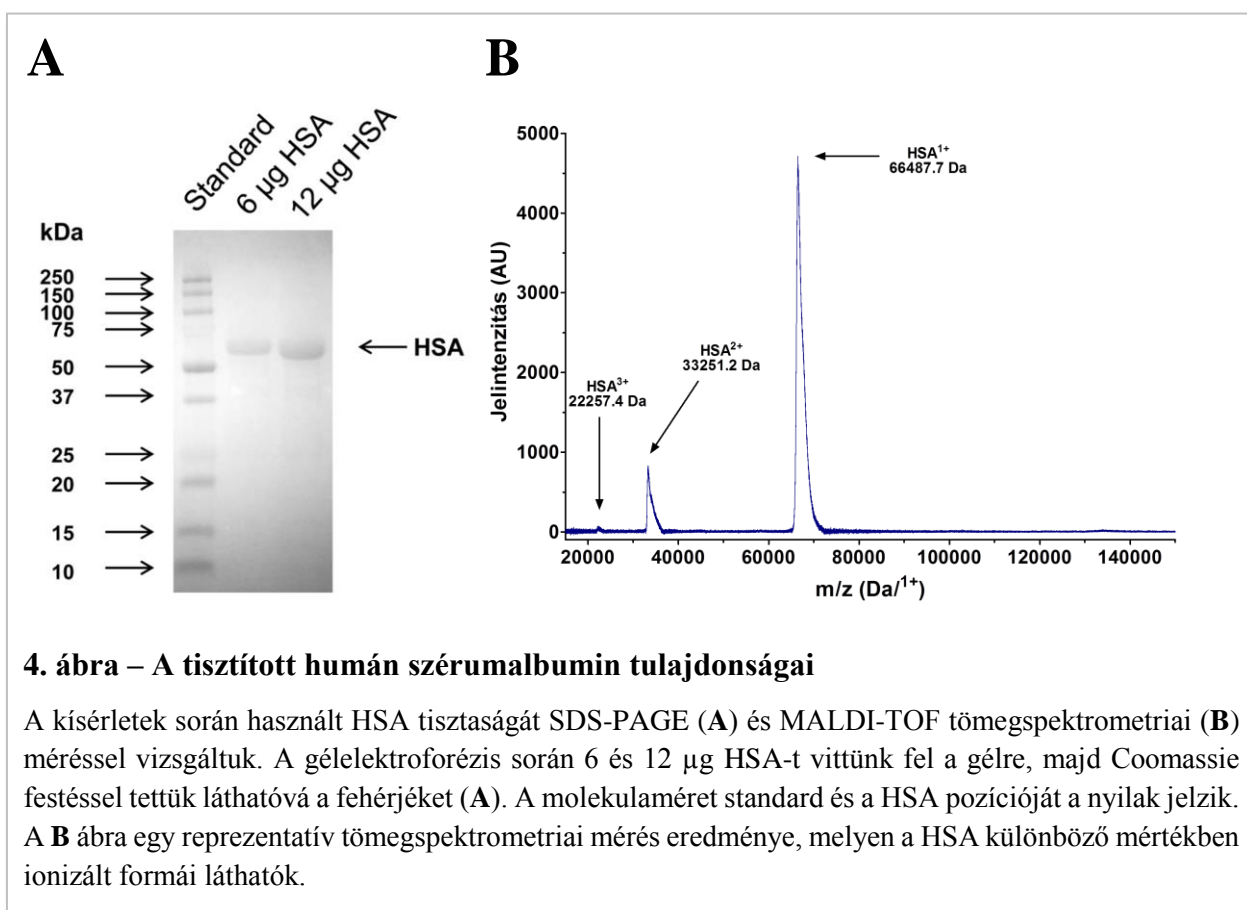 A
B
Standard
6 µg HSA
12 µg HSA
kDa
250
150
100
75
50
37
25
20
15
10
HSA
5000
4000
3000
2000
1000
0
Jelintenzitás (AU)
HSA¹⁺
66487.7 Da
HSA²⁺
33251.2 Da
HSA³⁺
22257.4 Da
20000 40000 60000 80000 100000 120000 140000
m/z (Da/¹⁺)
4. ábra – A tisztított humán szérumalbumin tulajdonságai
A kísérletek során használt HSA tisztaságát SDS-PAGE (A) és MALDI-TOF tömegspektrometriai (B)
méréssel vizsgáltuk. A gélelektroforézis során 6 és 12 µg HSA-t vittünk fel a gélre, majd Coomassie
festéssel tettük láthatóvá a fehérjéket (A). A molekulaméret standard és a HSA pozícióját a nyilak jelzik.
A B ábra egy reprezentatív tömegspektrometriai mérés eredménye, melyen a HSA különböző mértékben
ionizált formái láthatók.